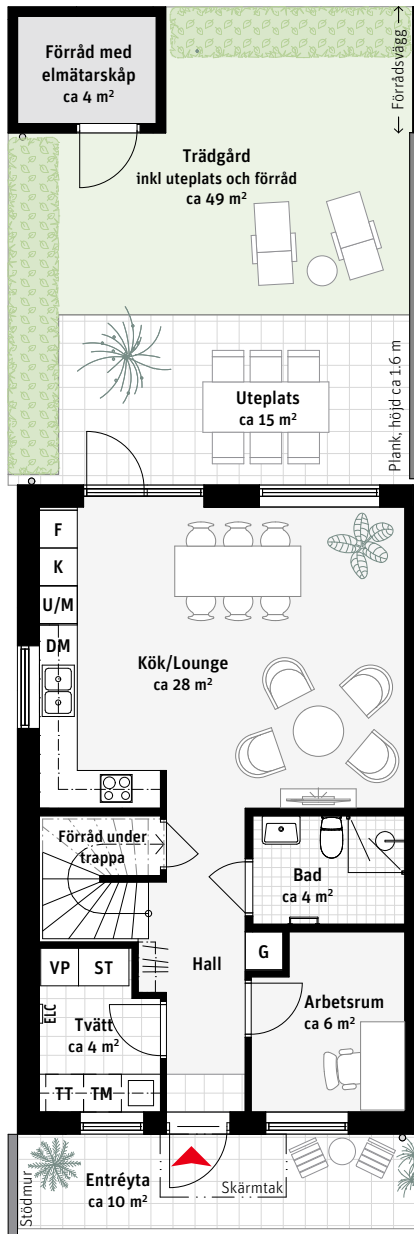 Förråd med
elmätarskåp
ca 4 m²
Förrådsvägg
Trädgård
inkl uteplats och förråd
ca 49 m²
Plank, höjd ca 1.6 m
Uteplats
ca 15 m²
F
K
U/M
DM
Kök/Lounge
ca 28 m²
Förråd under
trappa
Bad
ca 4 m²
VP
ST
Hall
G
ELC
Tvätt
ca 4 m²
Arbetsrum
ca 6 m²
TT
TM
Stödmur
Entréyta
ca 10 m²
Skärmtak